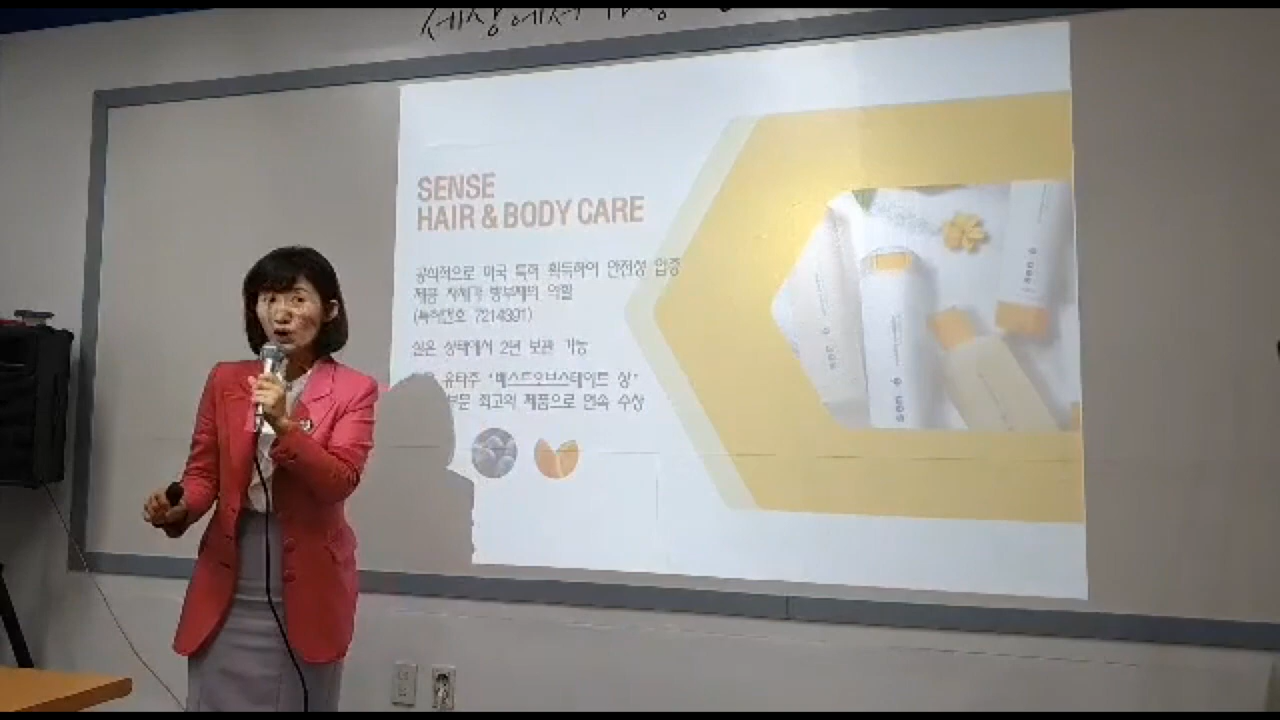 세상에서
SENSE
HAIR & BODY CARE
공식적으로 미국 특허 획득하여 안전성 입증
제품 자체가 방부제의 역할
(특허번호 7214391)
실온 상태에서 2년 보관 가능
유타주 "베스트오브스테이트 상"
부문 최고의 제품으로 연속 수상